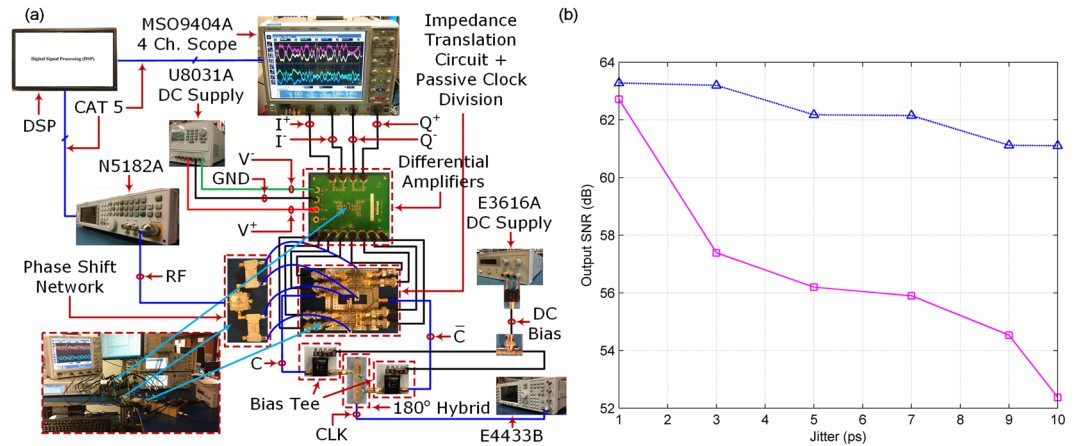 (a)
MSO9404A
4 Ch. Scope
Impedance
Translation
Circuit +
Passive Clock
Division
Digital Signal Processing (DSP)
U8031A
DC Supply
CAT 5
DSP
I+
I-
Q+
Q-
N5182A
V-
GND
V+
Differential
Amplifiers
E3616A
DC Supply
Phase Shift
Network
RF
DC
Bias
C
C̅
Bias Tee
180° Hybrid
CLK
E4433B
(b)
Output SNR (dB)
64
62
60
58
56
54
52
1
2
3
4
5
6
7
8
9
10
Jitter (ps)